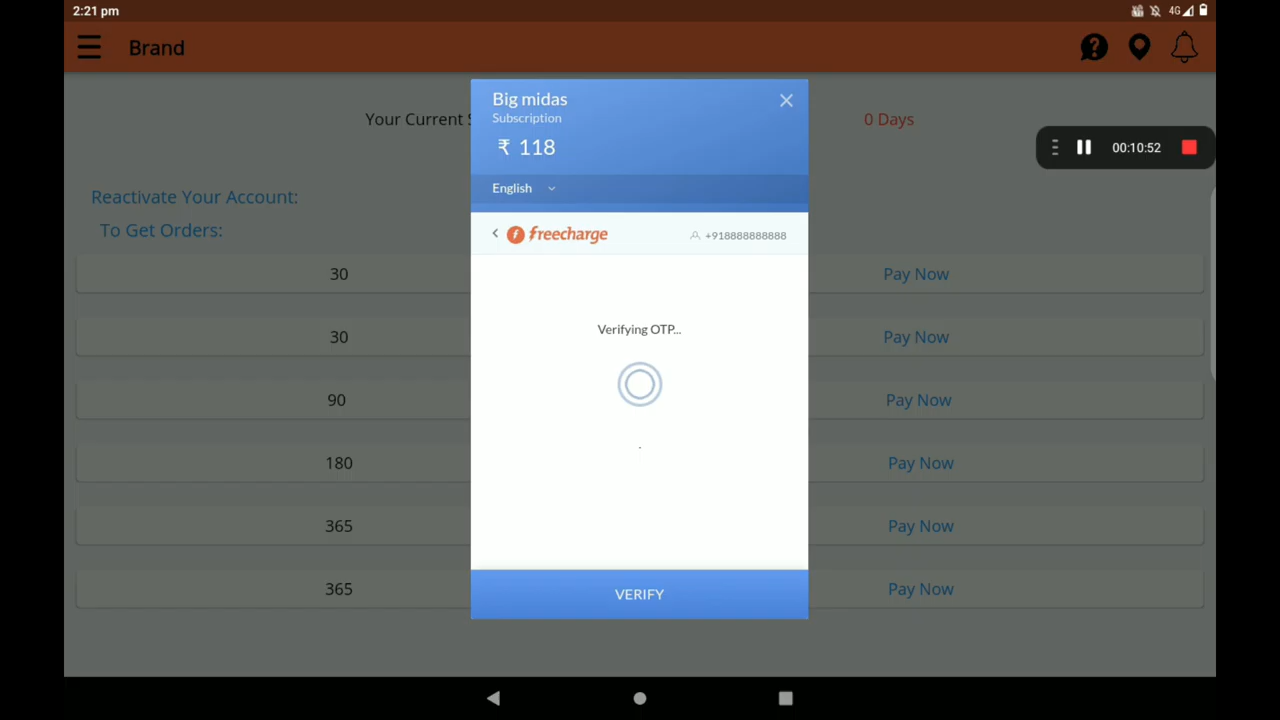 2:21 pm
4G
Brand
Your Current S
0 Days
Big midas
Subscription
₹ 118
English
00:10:52
Reactivate Your Account:
To Get Orders:
freecharge
+918888888888
Verifying OTP...
30 Pay Now
30 Pay Now
90 Pay Now
180 Pay Now
365 Pay Now
365 Pay Now
VERIFY